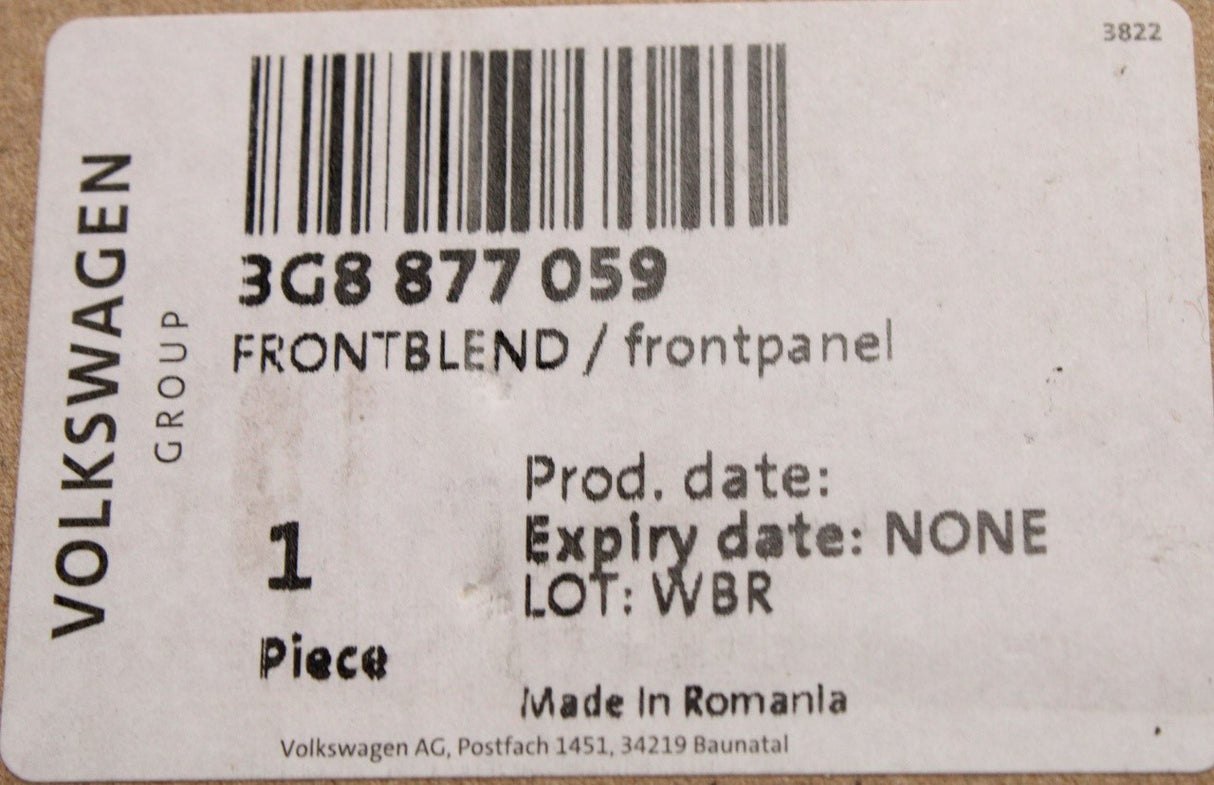 3822
VOLKSWAGEN
GROUP
3G8 877 059
FRONTBLEND / frontpanel
Prod. date:
Expiry date: NONE
LOT: WBR
1
Piece
Made in Romania
Volkswagen AG, Postfach 1451, 34219 Baunatal